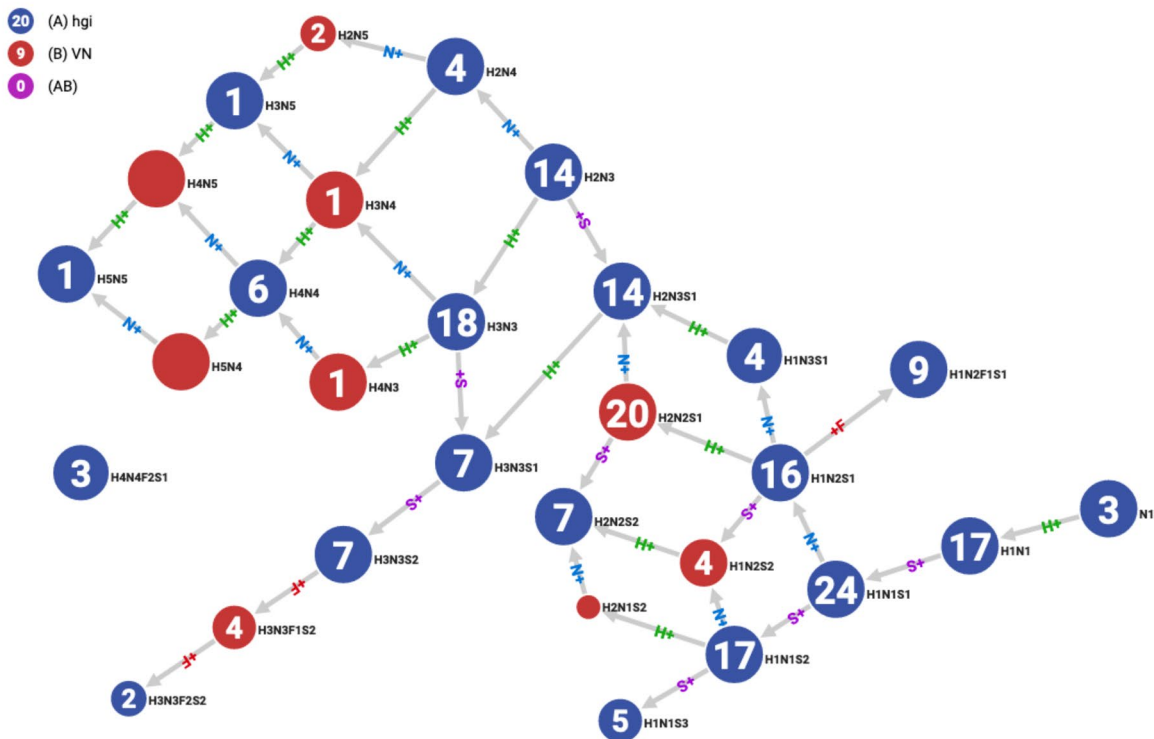 20 (A) hgi
9 (B) VN
0 (AB)
2 H2N5
N+
4 H2N4
H+
1 H3N5
H+
N+
H+
N+
14 H2N3
H4N5
1 H3N4
H+
N+
H+
H+
S+
1 H5N5
6 H4N4
N+
14 H2N3S1
18 H3N3
N+
H+
N+
H+
H+
H5N4
1 H4N3
S+
H+
N+
4 H1N3S1
9 H1N2F1S1
20 H2N2S1
N+
F+
H+
S+
3 H4N4F2S1
7 H3N3S1
16 H1N2S1
S+
S+
7 H2N2S2
3 N1
H+
17 H1N1
N+
H+
7 H3N3S2
4 H1N2S2
S+
24 H1N1S1
N+
F+
H2N1S2
N+
S+
4 H3N3F1S2
H+
17 H1N1S2
F+
S+
2 H3N3F2S2
5 H1N1S3